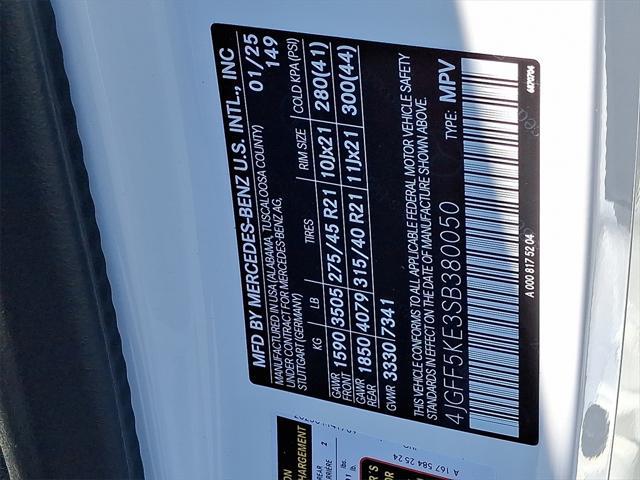 MFD BY MERCEDES-BENZ U.S. INTL., INC
MANUFACTURED IN USA (ALABAMA, TUSCALOOSA COUNTY)
UNDER CONTRACT FOR MERCEDES-BENZ AG,
STUTTGART (GERMANY)
01/25
149
KG LB TIRES RIM SIZE COLD KPA (PSI)
GAWR FRONT 1590 3505 275/45 R21 10Jx21 280(41)
GAWR REAR 1850 4079 315/40 R21 11Jx21 300(44)
GVWR 3330 7341
THIS VEHICLE CONFORMS TO ALL APPLICABLE FEDERAL MOTOR VEHICLE SAFETY
STANDARDS IN EFFECT ON THE DATE OF MANUFACTURE SHOWN ABOVE.
4JGFF5KE3SB380050 TYPE: MPV
A 000 817 52 04
CHARGEMENT
REAR 2
A 167 584 25 24